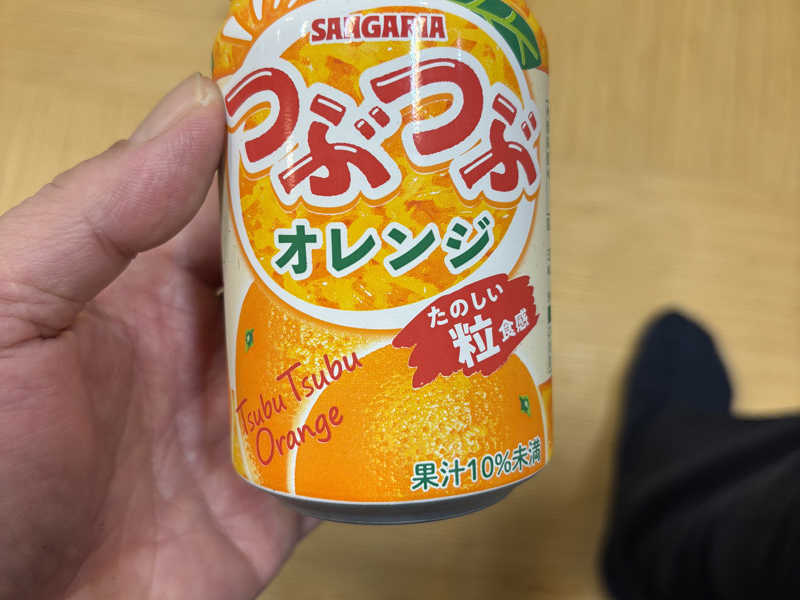 SANGARIA
つぶつぶ
オレンジ
たのしい
粒食感
Tsubu Tsubu
Orange
果汁10%未満